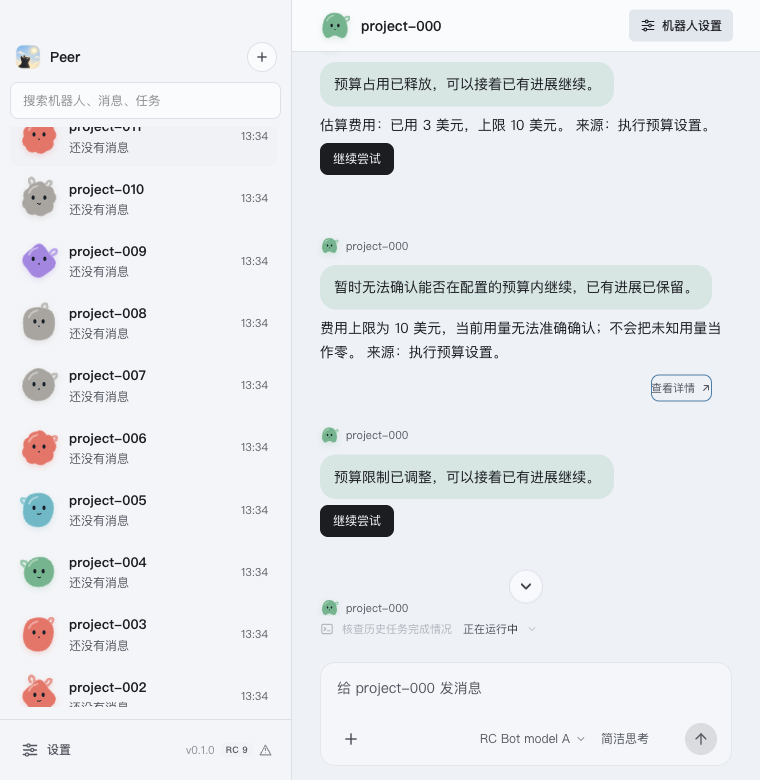 Peer
搜索机器人、消息、任务
project-011
13:34
还没有消息
project-010
13:34
还没有消息
project-009
13:34
还没有消息
project-008
13:34
还没有消息
project-007
13:34
还没有消息
project-006
13:34
还没有消息
project-005
13:34
还没有消息
project-004
13:34
还没有消息
project-003
13:34
还没有消息
project-002
13:34
还没有消息
设置
v0.1.0
RC 9
project-000
机器人设置
预算占用已释放，可以接着已有进展继续。
估算费用：已用 3 美元，上限 10 美元。 来源：执行预算设置。
继续尝试
project-000
暂时无法确认能否在配置的预算内继续，已有进展已保留。
费用上限为 10 美元，当前用量无法准确确认；不会把未知用量当
作零。 来源：执行预算设置。
查看详情
project-000
预算限制已调整，可以接着已有进展继续。
继续尝试
project-000
核查历史任务完成情况 正在运行中
给 project-000 发消息
RC Bot model A
简洁思考